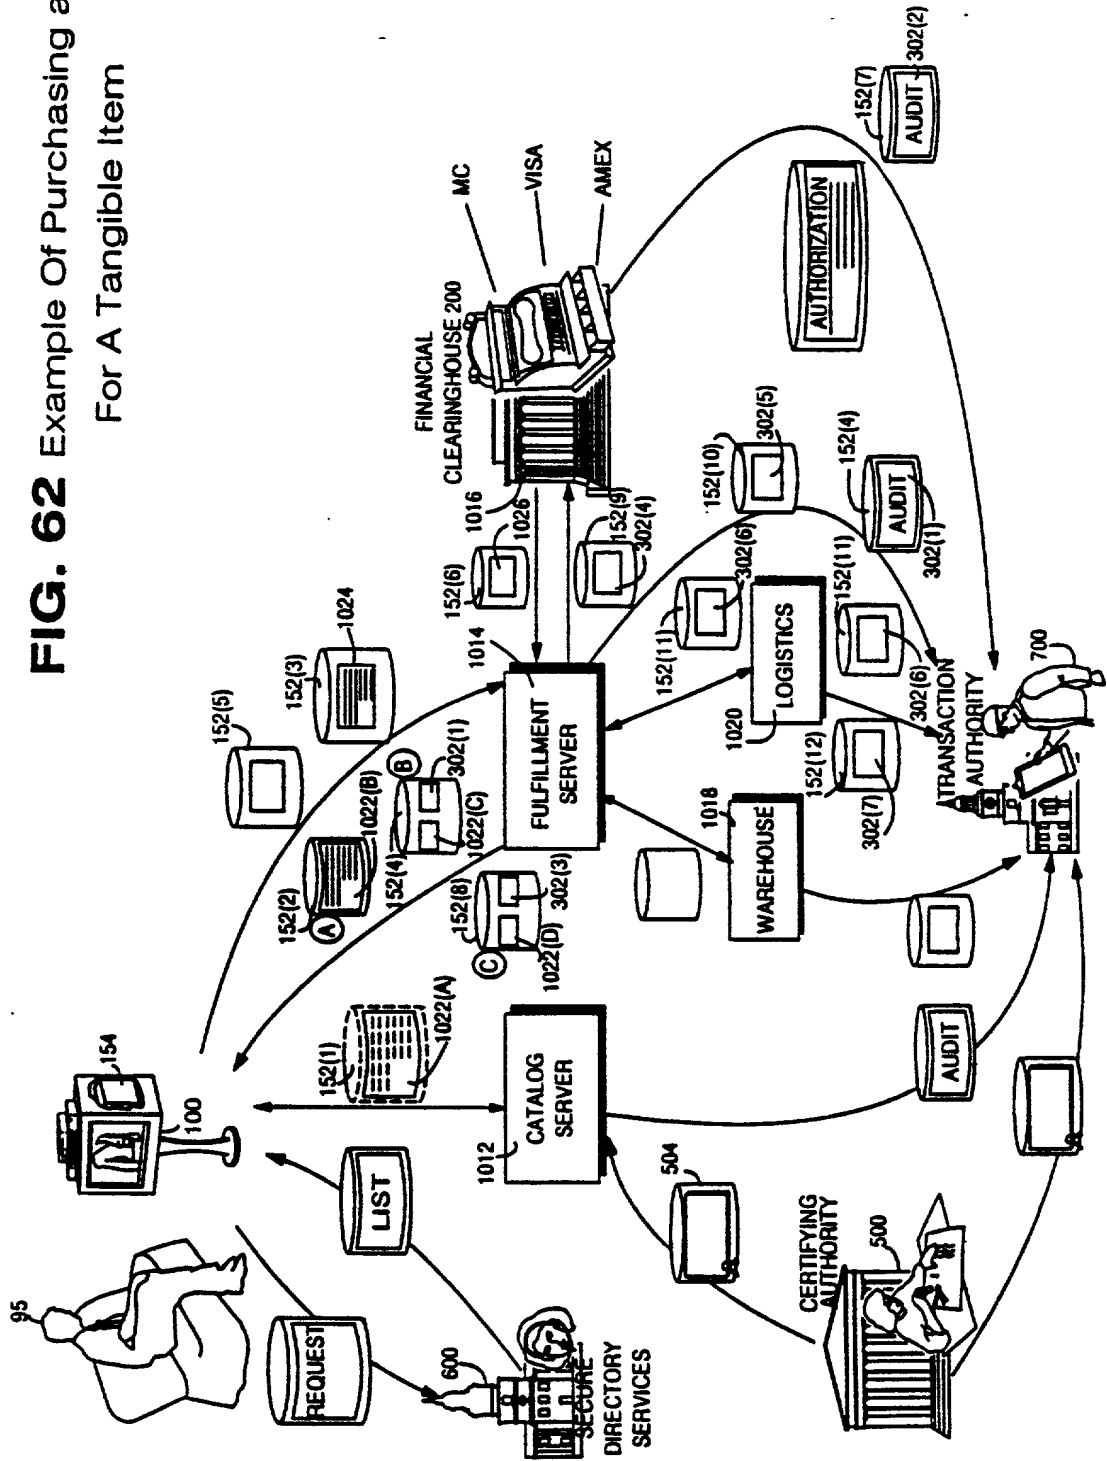 FIG. 62 Example Of Purchasing a
For A Tangible Item
95
REQUEST
600
SECURE
DIRECTORY
SERVICES
LIST
154
100
152(1)
1022(A)
1012
CATALOG
SERVER
504
CERTIFYING
AUTHORITY
500
AUDIT
152(5)
152(3)
1024
152(2)
A
1022(B)
152(4)
B
302(1)
1022(C)
152(8)
C
302(3)
1022(D)
1014
FULFILLMENT
SERVER
152(6)
1026
1016
FINANCIAL
CLEARINGHOUSE 200
MC
VISA
AMEX
152(9)
302(4)
152(10)
302(5)
152(11)
302(6)
1020
LOGISTICS
1018
WAREHOUSE
152(12)
302(7)
152(11)
302(6)
152(4)
AUDIT
302(1)
AUTHORIZATION
152(7)
AUDIT
302(2)
TRANSACTION
AUTHORITY
700